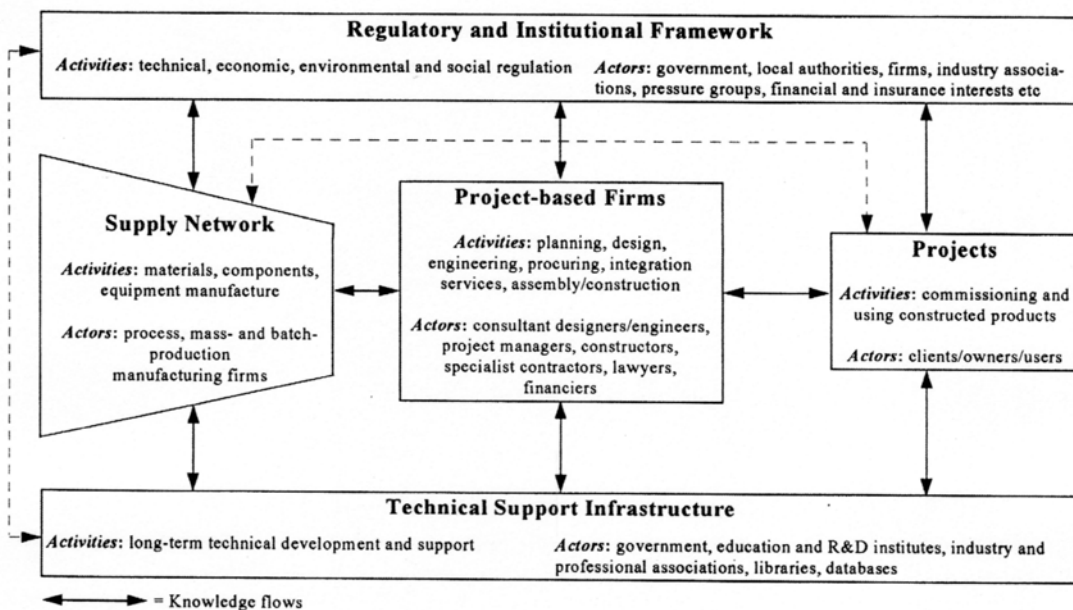 Regulatory and Institutional Framework
Activities: technical, economic, environmental and social regulation
Actors: government, local authorities, firms, industry associa-
tions, pressure groups, financial and insurance interests etc
Supply Network
Activities: materials, components,
equipment manufacture
Actors: process, mass- and batch-
production
manufacturing firms
Project-based Firms
Activities: planning, design,
engineering, procuring, integration
services, assembly/construction
Actors: consultant designers/engineers,
project managers, constructors,
specialist contractors, lawyers,
financiers
Projects
Activities: commissioning and
using constructed products
Actors: clients/owners/users
Technical Support Infrastructure
Activities: long-term technical development and support
Actors: government, education and R&D institutes, industry and
professional associations, libraries, databases
= Knowledge flows